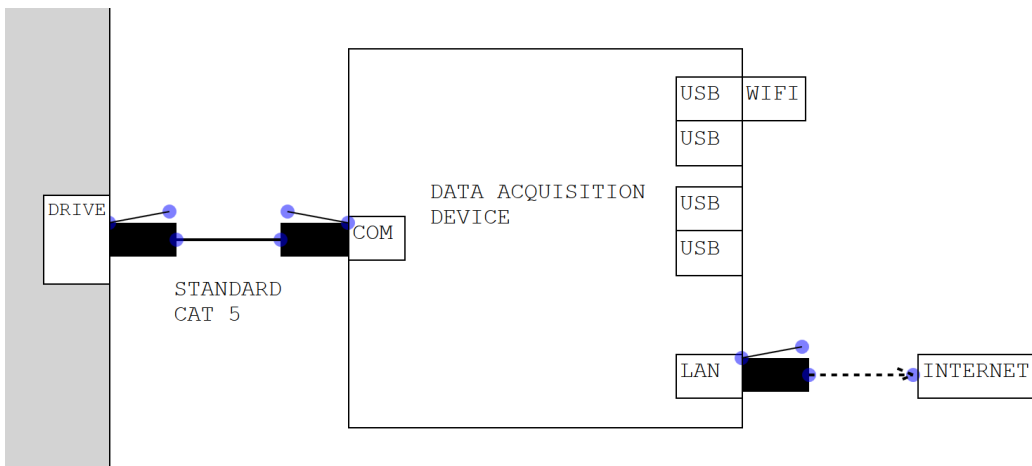 USB
WIFI
USB
DRIVE
DATA ACQUISITION
DEVICE
USB
COM
USB
STANDARD
CAT 5
LAN
INTERNET